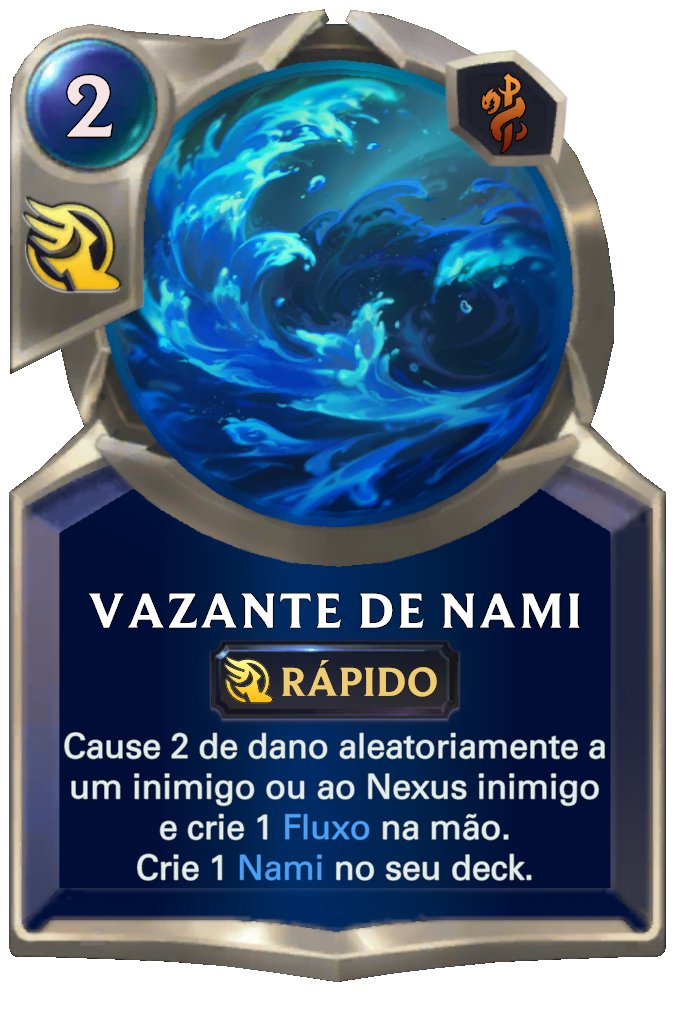 2
VAZANTE DE NAMI
RÁPIDO
Cause 2 de dano aleatoriamente a
um inimigo ou ao Nexus inimigo
e crie 1 Fluxo na mão.
Crie 1 Nami no seu deck.